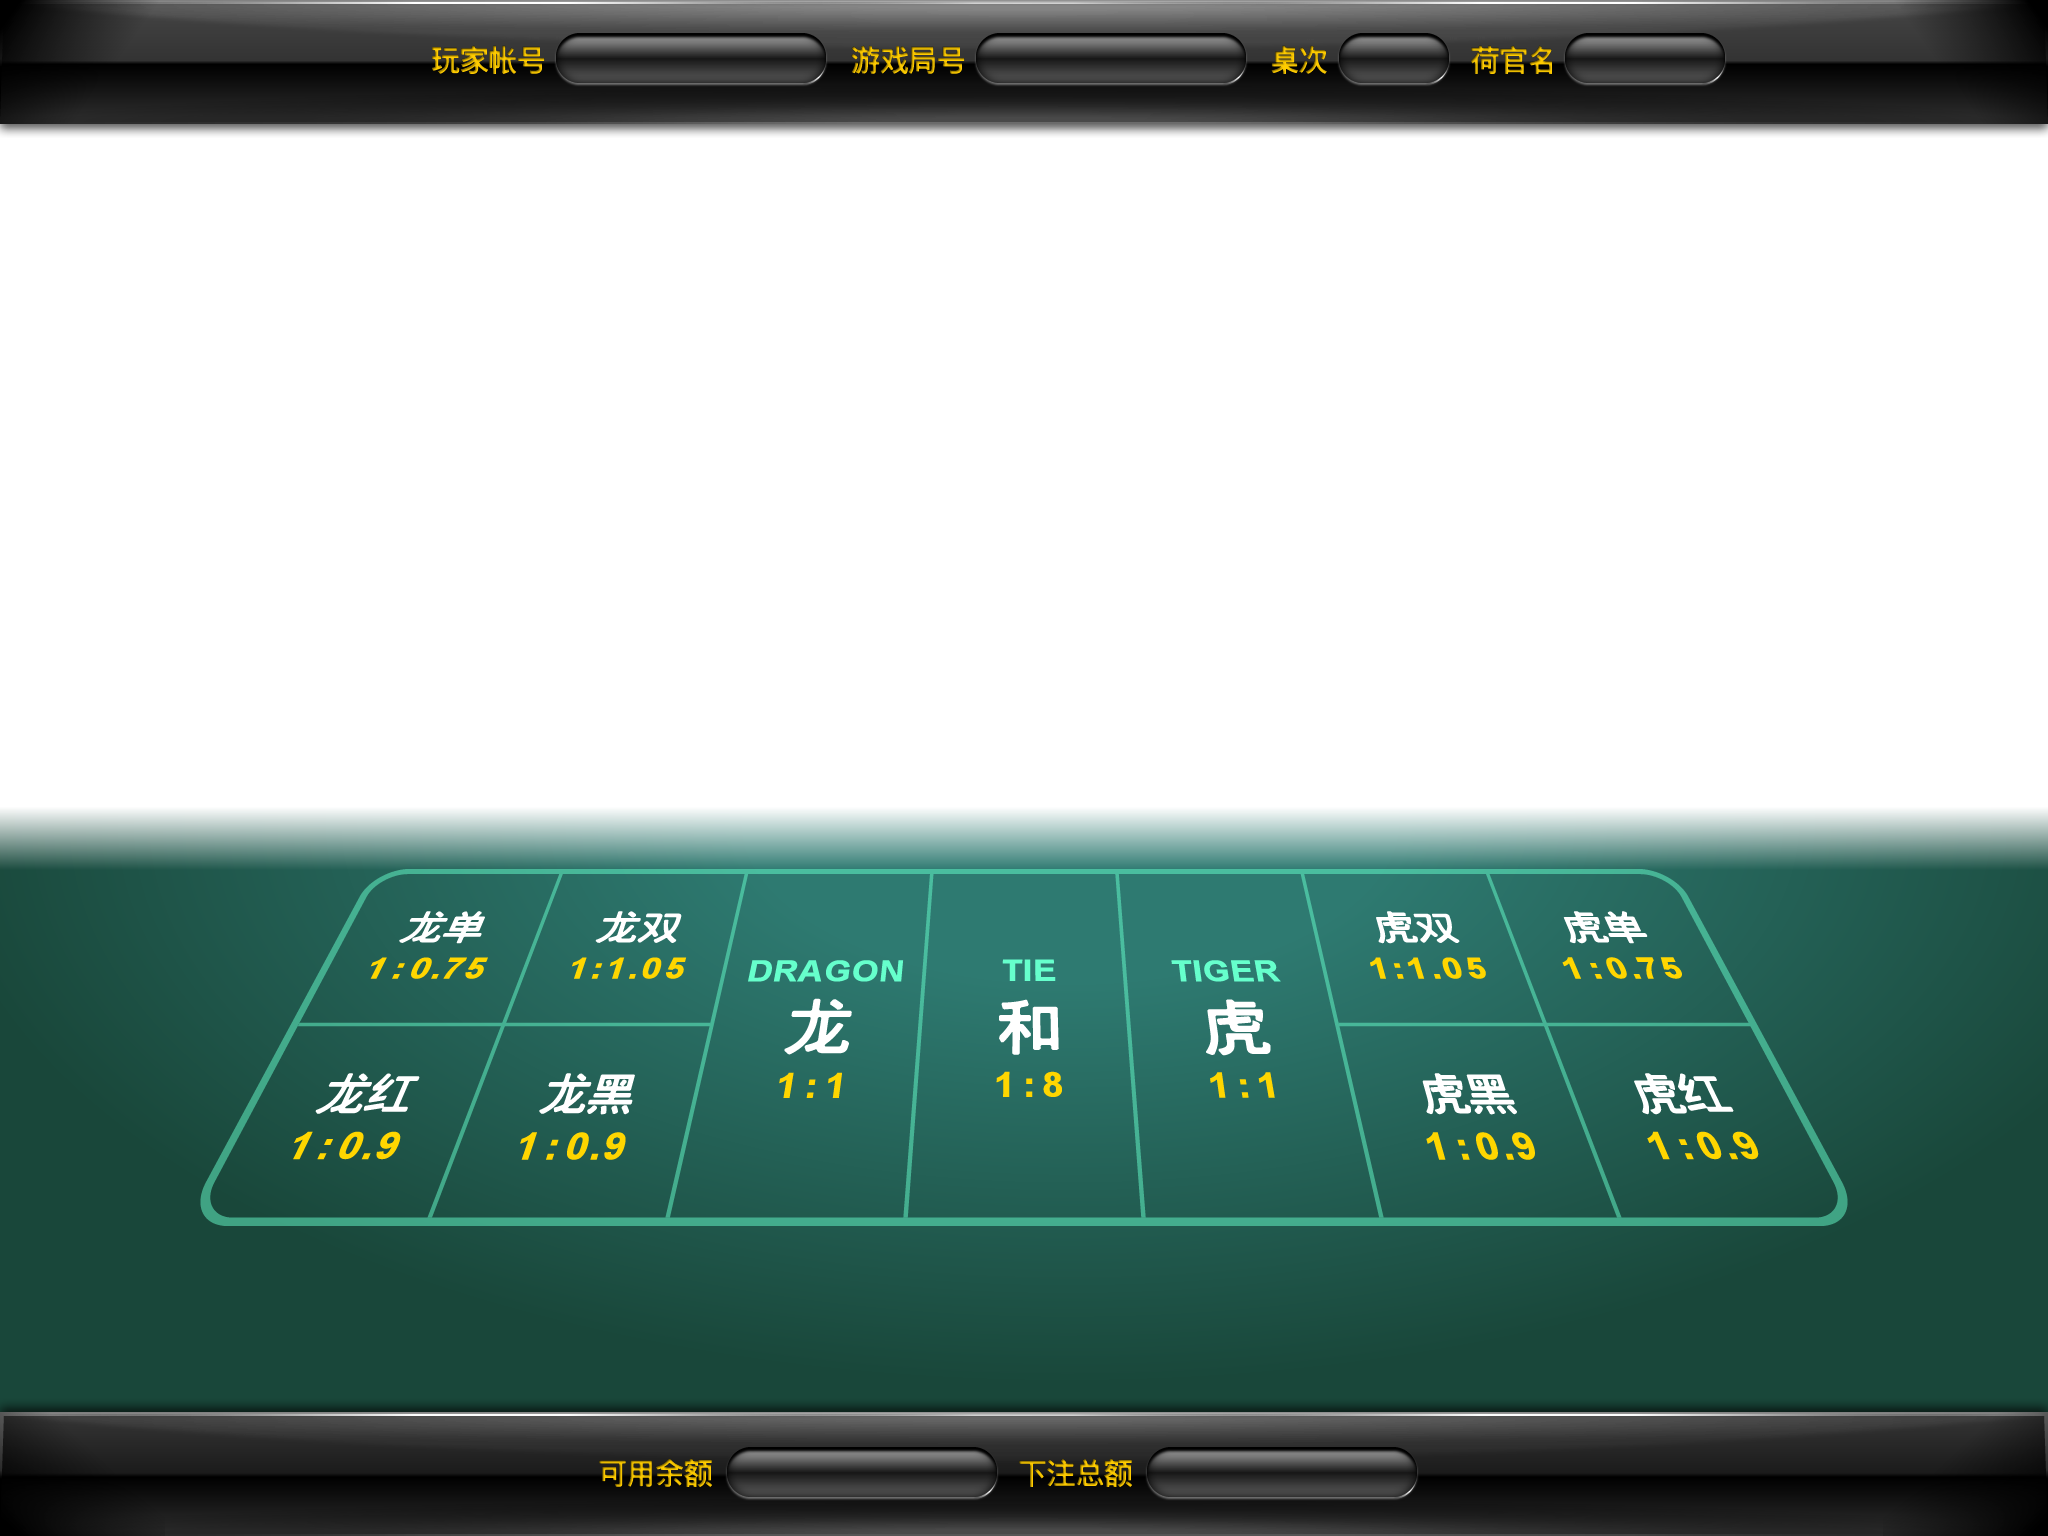 玩家帐号 游戏局号 桌次 荷官名
龙单 龙双 虎双 虎单
1:0.75 1:1.05 1:1.05 1:0.75
DRAGON TIE TIGER
龙 和 虎
1:1 1:8 1:1
龙红 龙黑 虎黑 虎红
1:0.9 1:0.9 1:0.9 1:0.9
可用余额 下注总额